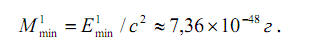 M¹min = E¹min / c² ≈ 7,36×10⁻⁴⁸ г.